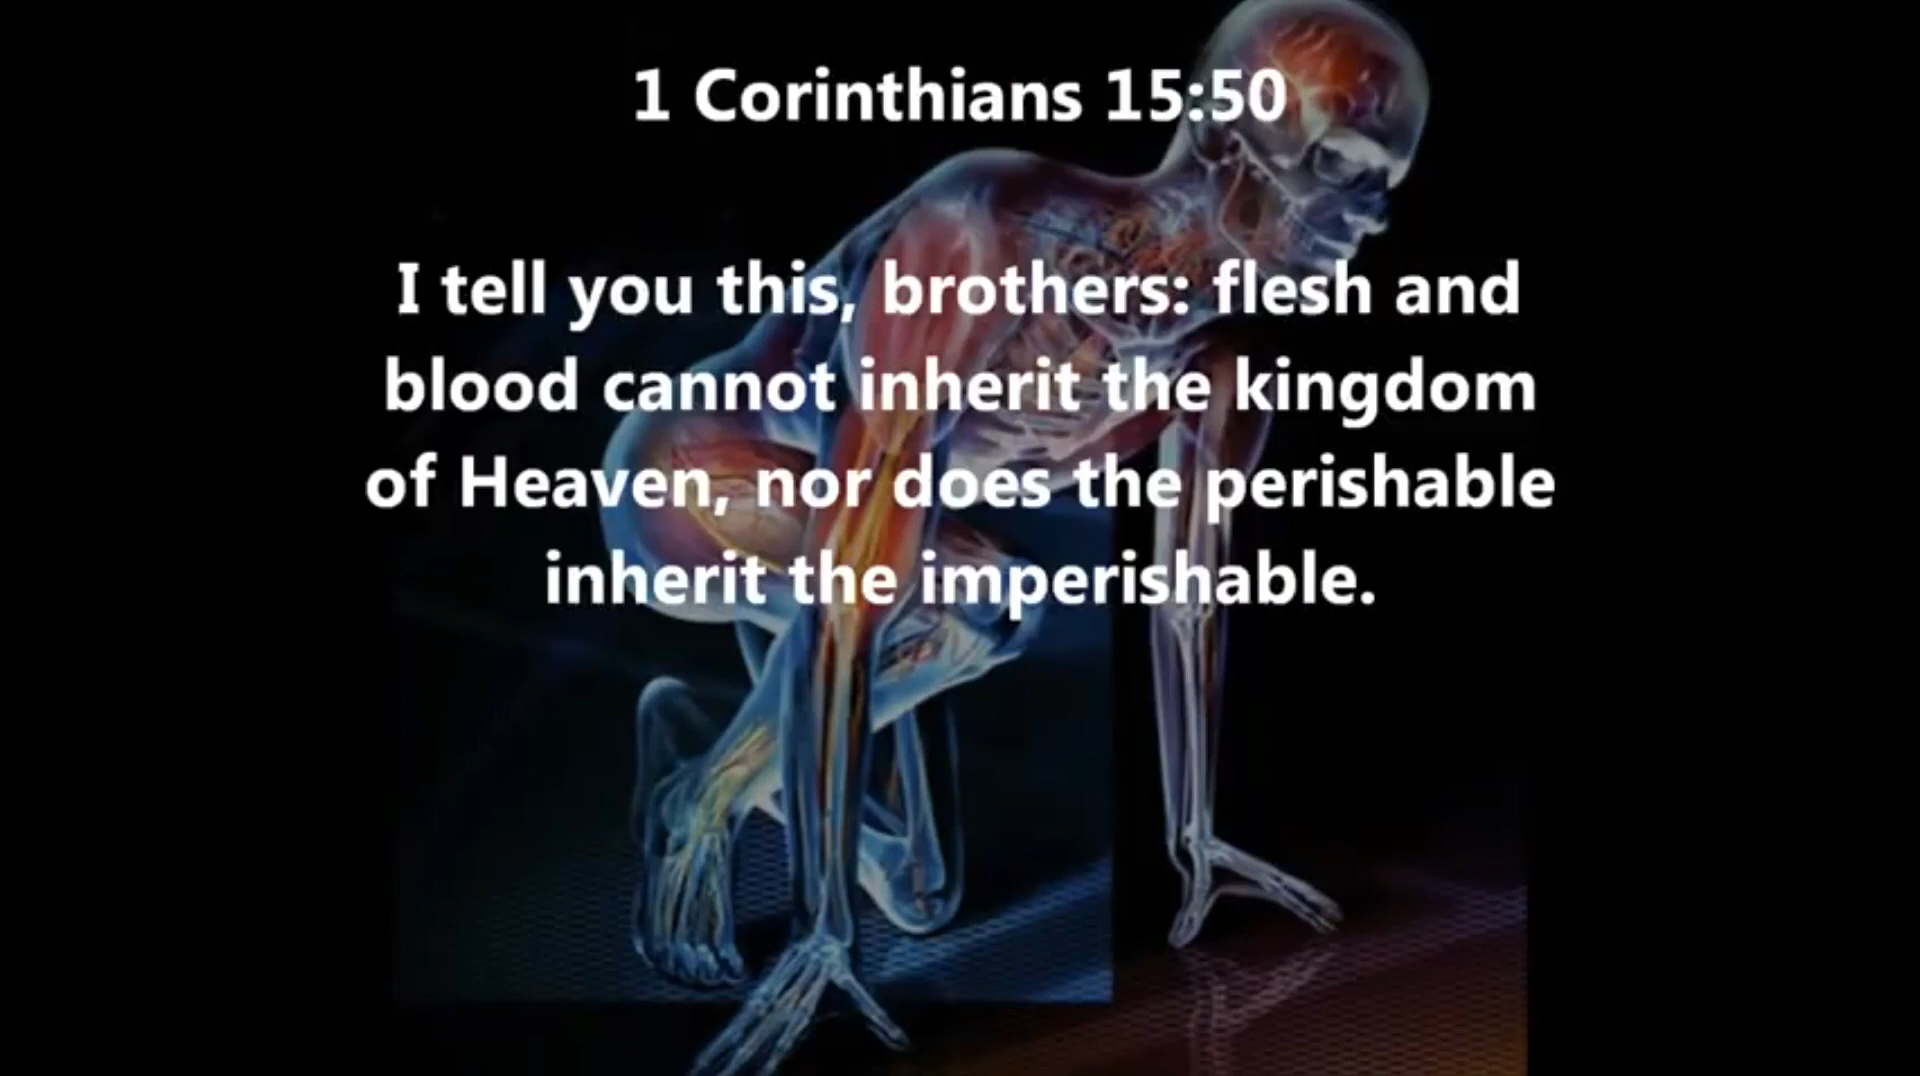 1 Corinthians 15:50
I tell you this, brothers: flesh and
blood cannot inherit the kingdom
of Heaven, nor does the perishable
inherit the imperishable.